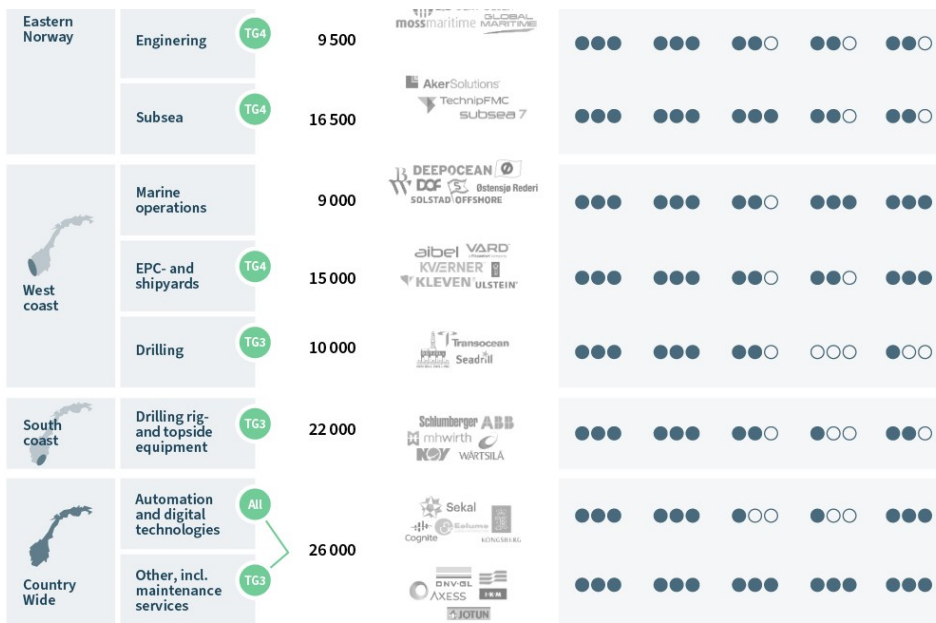 Eastern
Norway
Enginering
TG4
9 500
mossmaritime
GLOBAL
MARITIME
Subsea
TG4
16 500
AkerSolutions
TechnipFMC
subsea 7
West
coast
Marine
operations
9 000
DEEPOCEAN
DOF
Østensjø Rederi
SOLSTAD OFFSHORE
EPC- and
shipyards
TG4
15 000
aibel VARD
KVÆRNER
KLEVEN ULSTEIN
Drilling
TG3
10 000
Transocean
Seadrill
South
coast
Drilling rig-
and topside
equipment
TG3
22 000
Schlumberger ABB
mhwirth
NOV WÄRTSILÄ
Country
Wide
Automation
and digital
technologies
All
26 000
Sekal
Cognite
Eelume
KONGSBERG
Other, incl.
maintenance
services
TG3
DNV·GL
AXESS
IKM
JOTUN